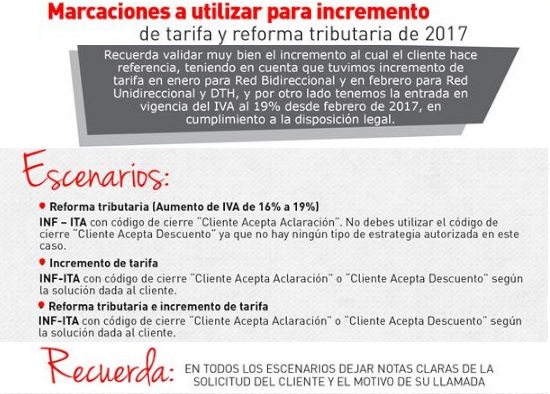 Marcaciones a utilizar para incremento
de tarifa y reforma tributaria de 2017
Recuerda validar muy bien el incremento al cual el cliente hace
referencia, teniendo en cuenta que tuvimos incremento de
tarifa en enero para Red Bidireccional y en febrero para Red
Unidireccional y DTH, y por otro lado tenemos la entrada en
vigencia del IVA al 19% desde febrero de 2017, en
cumplimiento a la disposición legal.
Escenarios:
Reforma tributaria (Aumento de IVA de 16% a 19%)
INF – ITA con código de cierre “Cliente Acepta Aclaración”. No debes utilizar el código de
cierre “Cliente Acepta Descuento” ya que no hay ningún tipo de estrategia autorizada en este
caso.
Incremento de tarifa
INF-ITA con código de cierre “Cliente Acepta Aclaración” o “Cliente Acepta Descuento” según
la solución dada al cliente.
Reforma tributaria e incremento de tarifa
INF-ITA con código de cierre “Cliente Acepta Aclaración” o “Cliente Acepta Descuento” según
la solución dada al cliente.
Recuerda: EN TODOS LOS ESCENARIOS DEJAR NOTAS CLARAS DE LA
SOLICITUD DEL CLIENTE Y EL MOTIVO DE SU LLAMADA